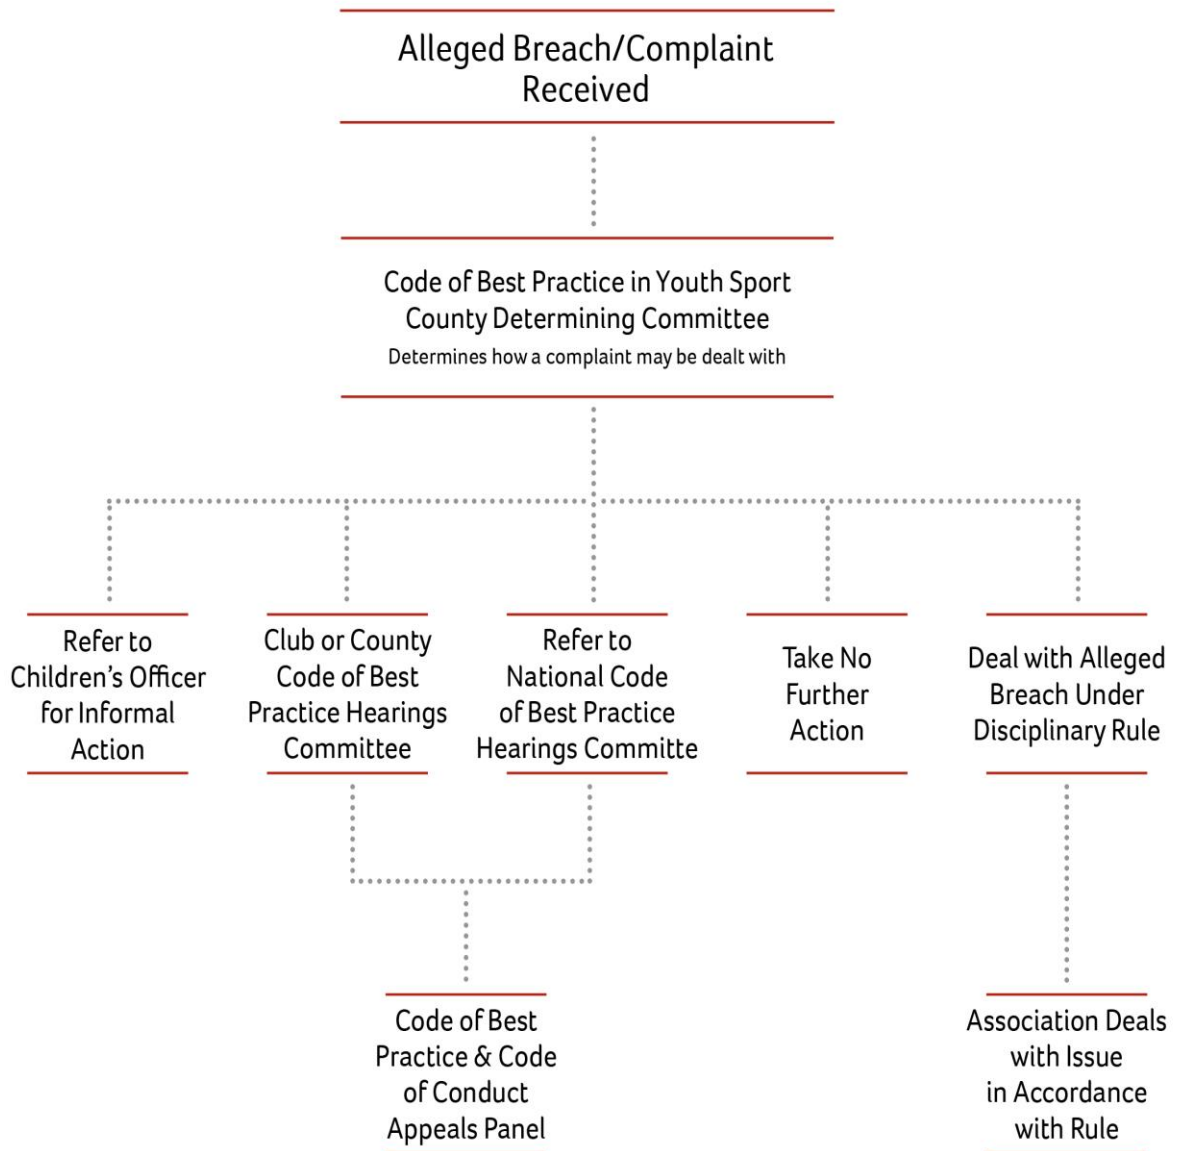 Alleged Breach/Complaint
Received
Code of Best Practice in Youth Sport
County Determining Committee
Determines how a complaint may be dealt with
Refer to
Children's Officer
for Informal
Action
Club or County
Code of Best
Practice Hearings
Committee
Refer to
National Code
of Best Practice
Hearings Committe
Take No
Further
Action
Deal with Alleged
Breach Under
Disciplinary Rule
Code of Best
Practice & Code
of Conduct
Appeals Panel
Association Deals
with Issue
in Accordance
with Rule